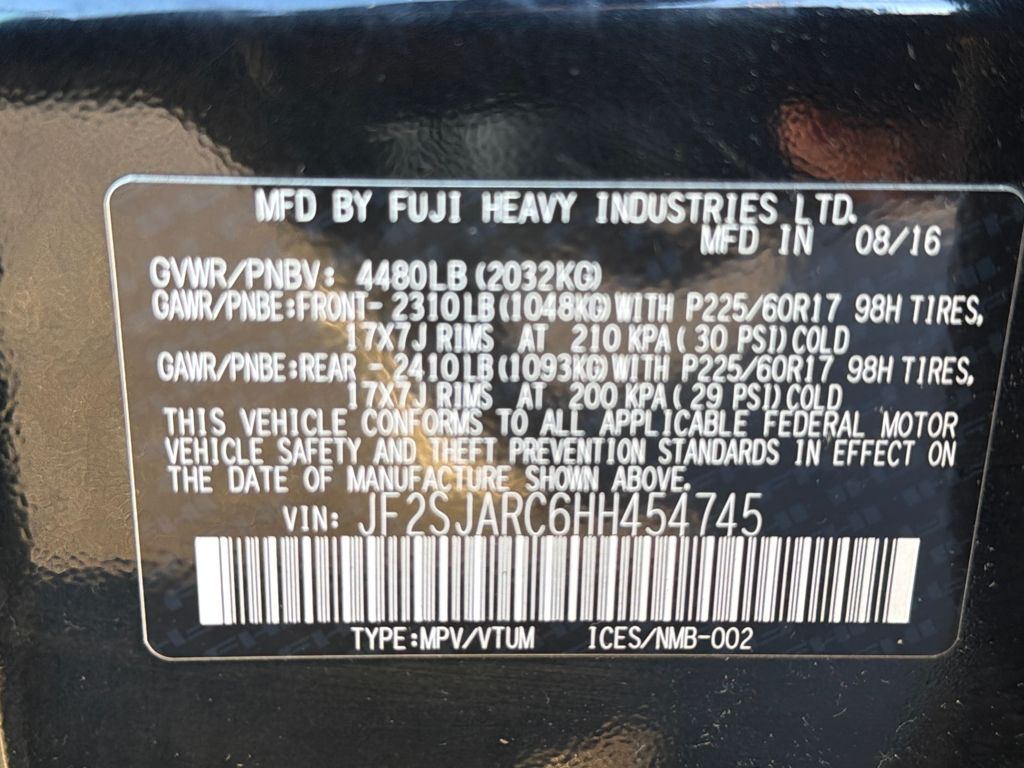 MFD BY FUJI HEAVY INDUSTRIES LTD.
MFD IN 08/16
GVWR/PNBV: 4480LB(2032KG)
GAWR/PNBE:FRONT- 2310LB(1048KG)WITH P225/60R17 98H TIRES,
17X7J RIMS AT 210 KPA( 30 PSI)COLD
GAWR/PNBE:REAR - 2410LB(1093KG)WITH P225/60R17 98H TIRES,
17X7J RIMS AT 200 KPA( 29 PSI)COLD
THIS VEHICLE CONFORMS TO ALL APPLICABLE FEDERAL MOTOR
VEHICLE SAFETY AND THEFT PREVENTION STANDARDS IN EFFECT ON
THE DATE OF MANUFACTURE SHOWN ABOVE.
VIN: JF2SJARC6HH454745
TYPE:MPV/VTUM ICES/NMB-002